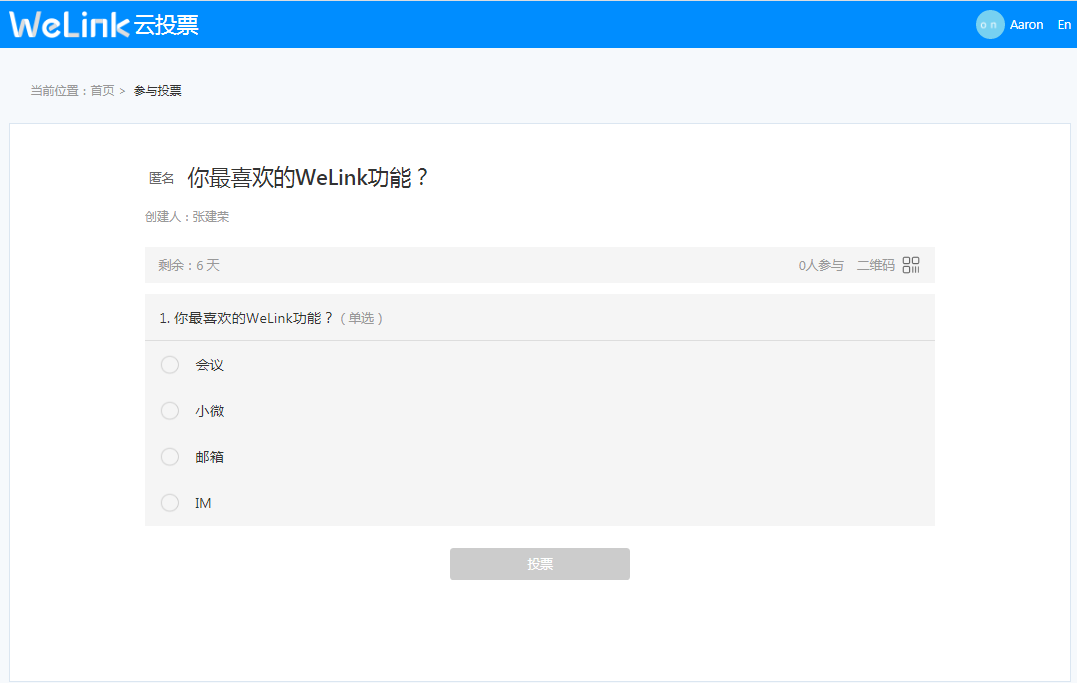 WeLink 云投票
on Aaron En
当前位置：首页 > 参与投票
匿名 你最喜欢的WeLink功能？
创建人：张建荣
剩余：6 天 0人参与 二维码
1. 你最喜欢的WeLink功能？（单选）
会议
小微
邮箱
IM
投票